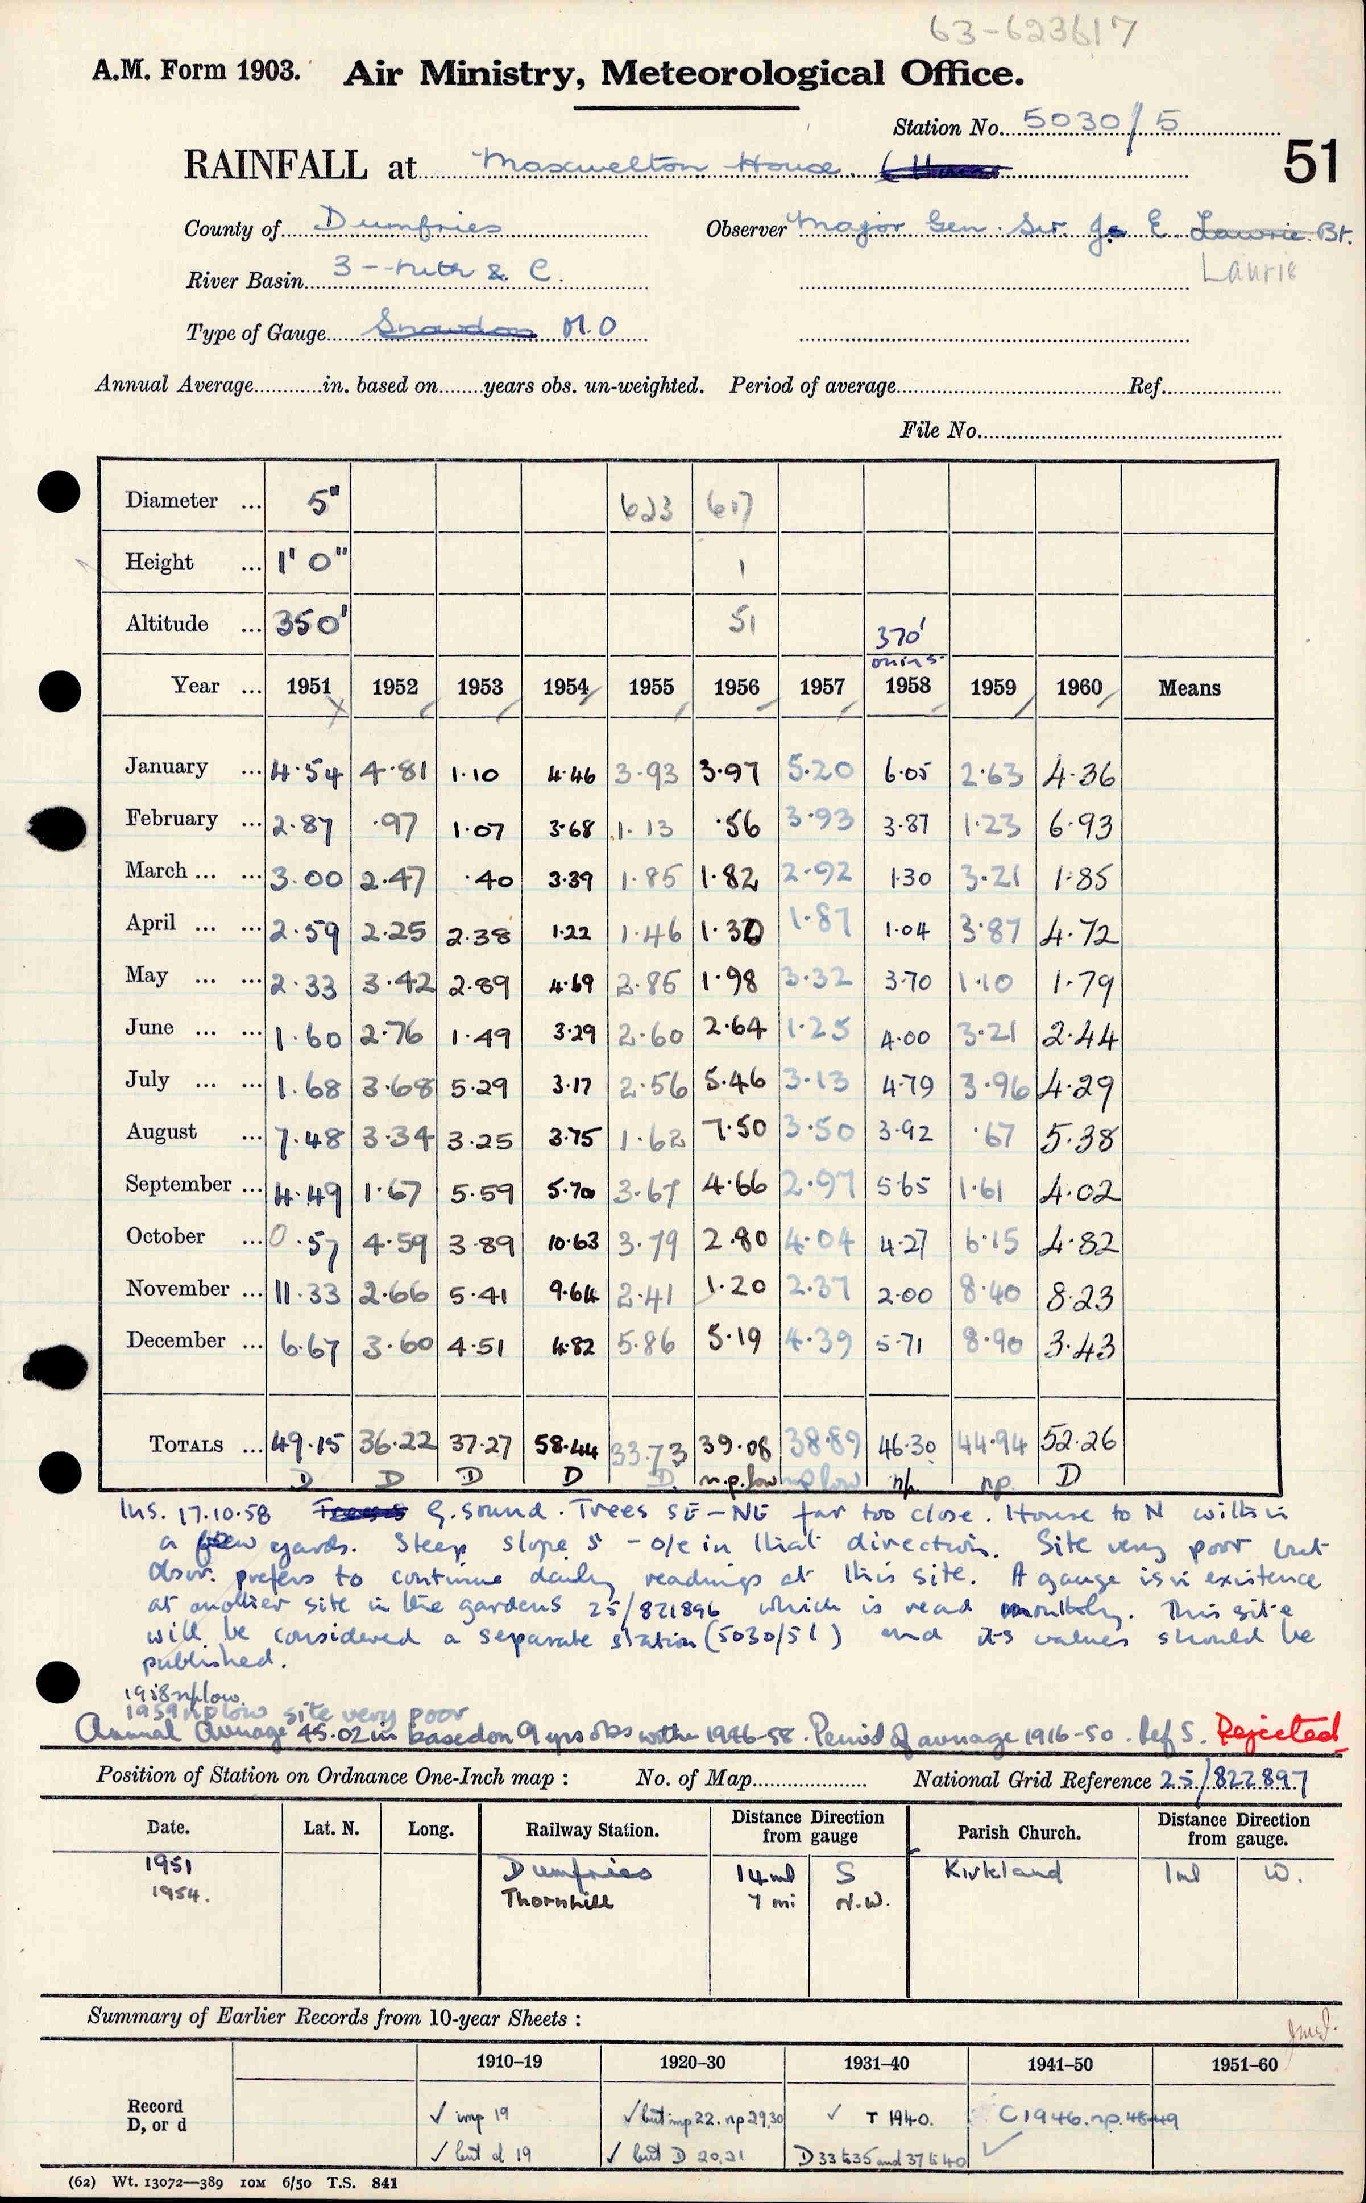 63-623617
A.M. Form 1903. Air Ministry, Meteorological Office.
Station No. 5030/5
RAINFALL at Maxwelton House 51
County of Dumfries Observer Major Gen. Sir J. E. Laurie Bt.
River Basin 3 - Nith & C. Laurie
Type of Gauge Snowdon M.O
Annual Average in. based on years obs. un-weighted. Period of average Ref.
File No.
Diameter ... 5" 623 617
Height ... 1' 0" 1
Altitude ... 350' 51 370'
Year ... 1951 1952 1953 1954 1955 1956 1957 1958 1959 1960 Means
January ... 4.54 4.81 1.10 4.46 3.93 3.97 5.20 6.05 2.63 4.36
February ... 2.87 .97 1.07 3.68 1.13 .56 3.93 3.87 1.23 6.93
March ... ... 3.00 2.47 .40 3.39 1.85 1.82 2.92 1.30 3.21 1.85
April ... ... 2.59 2.25 2.38 1.22 1.46 1.30 1.87 1.04 3.87 4.72
May ... ... 2.33 3.42 2.89 4.69 2.85 1.98 3.32 3.70 1.10 1.79
June ... ... 1.60 2.76 1.49 3.29 2.60 2.64 1.25 4.00 3.21 2.44
July ... ... 1.68 3.68 5.29 3.17 2.56 5.46 3.13 4.79 3.96 4.29
August ... 7.48 3.34 3.25 3.75 1.62 7.50 3.50 3.92 .67 5.38
September ... 4.49 1.67 5.59 5.70 3.67 4.66 2.97 5.65 1.61 4.02
October ... 0.57 4.59 3.89 10.63 3.79 2.80 4.04 4.27 6.15 4.82
November ... 11.33 2.66 5.41 9.64 2.41 1.20 2.37 2.00 8.40 8.23
December ... 6.67 3.60 4.51 4.82 5.86 5.19 4.39 5.71 8.90 3.43
TOTALS ... 49.15 36.22 37.27 58.44 33.73 39.08 38.89 46.30 44.94 52.26
D D D D D n.p.low np low np np D
Ins. 17.10.58 G. sound. Trees SE-NE far too close. House to N within
a few yards. Steep slope S - o/e in that direction. Site very poor but
obsvr. prefers to continue daily readings at this site. A gauge is in existence
at another site in the gardens 25/821896 which is read monthly. This site
will be considered a separate station (5030/51) and its values should be
published.
1958 np low
1959 np low site very poor
Annual Average 45.02 in based on 9 yrs obs within 1946-58. Period of average 1916-50. Ref S. Rejected
Position of Station on Ordnance One-Inch map: No. of Map National Grid Reference 25/822897
Date. Lat. N. Long. Railway Station. Distance Direction from gauge Parish Church. Distance Direction from gauge.
1951 Dumfries 14 ml S Kirkland 1 ml W.
1954. Thornhill 7 mi N.W.
Summary of Earlier Records from 10-year Sheets:
1910-19 1920-30 1931-40 1941-50 1951-60
Record ✓ imp 19 ✓ but imp 22. np 29,30 ✓ T 1940. C1946. np. 48-49
D, or d ✓ but d 19 ✓ but D 20,21 D 33 to 35 and 37 to 40 ✓
(62) Wt. 13072-389 10M 6/50 T.S. 841